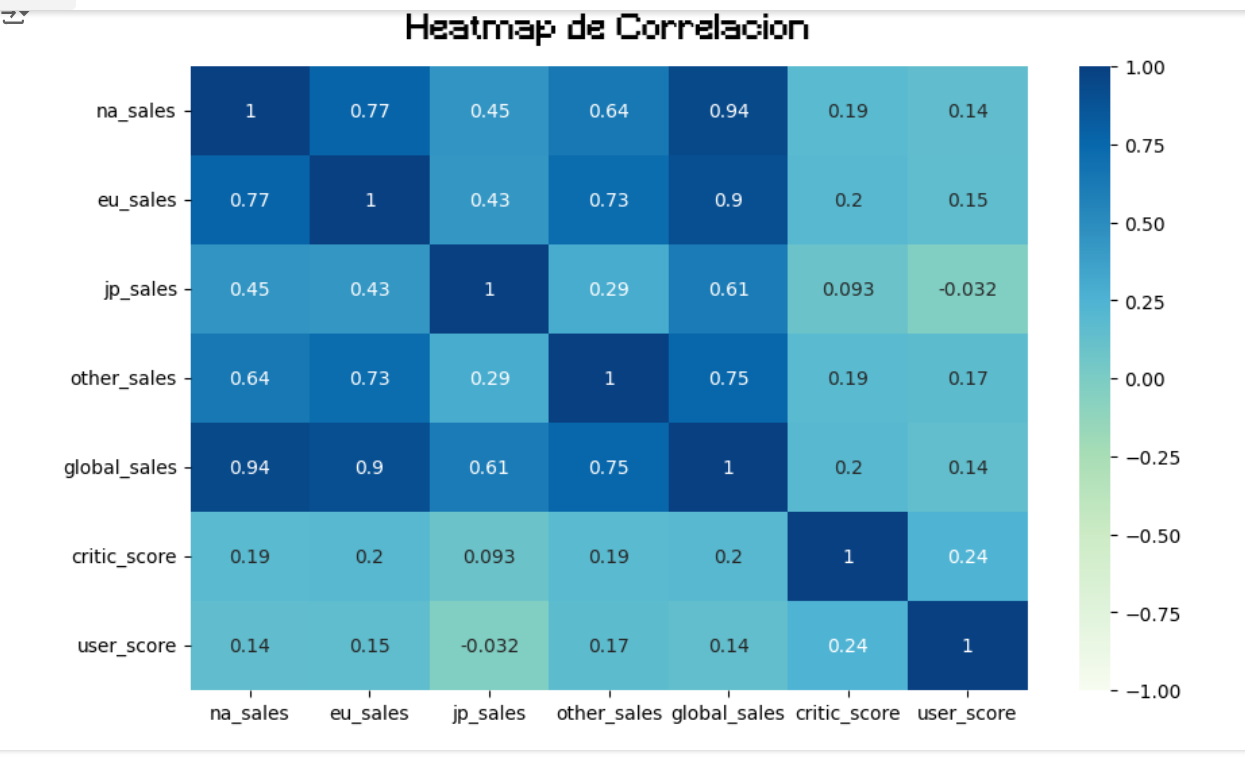 Heatmap de Correlacion
na_sales 1 0.77 0.45 0.64 0.94 0.19 0.14
eu_sales 0.77 1 0.43 0.73 0.9 0.2 0.15
jp_sales 0.45 0.43 1 0.29 0.61 0.093 -0.032
other_sales 0.64 0.73 0.29 1 0.75 0.19 0.17
global_sales 0.94 0.9 0.61 0.75 1 0.2 0.14
critic_score 0.19 0.2 0.093 0.19 0.2 1 0.24
user_score 0.14 0.15 -0.032 0.17 0.14 0.24 1
na_sales eu_sales jp_sales other_sales global_sales critic_score user_score
1.00
0.75
0.50
0.25
0.00
−0.25
−0.50
−0.75
−1.00